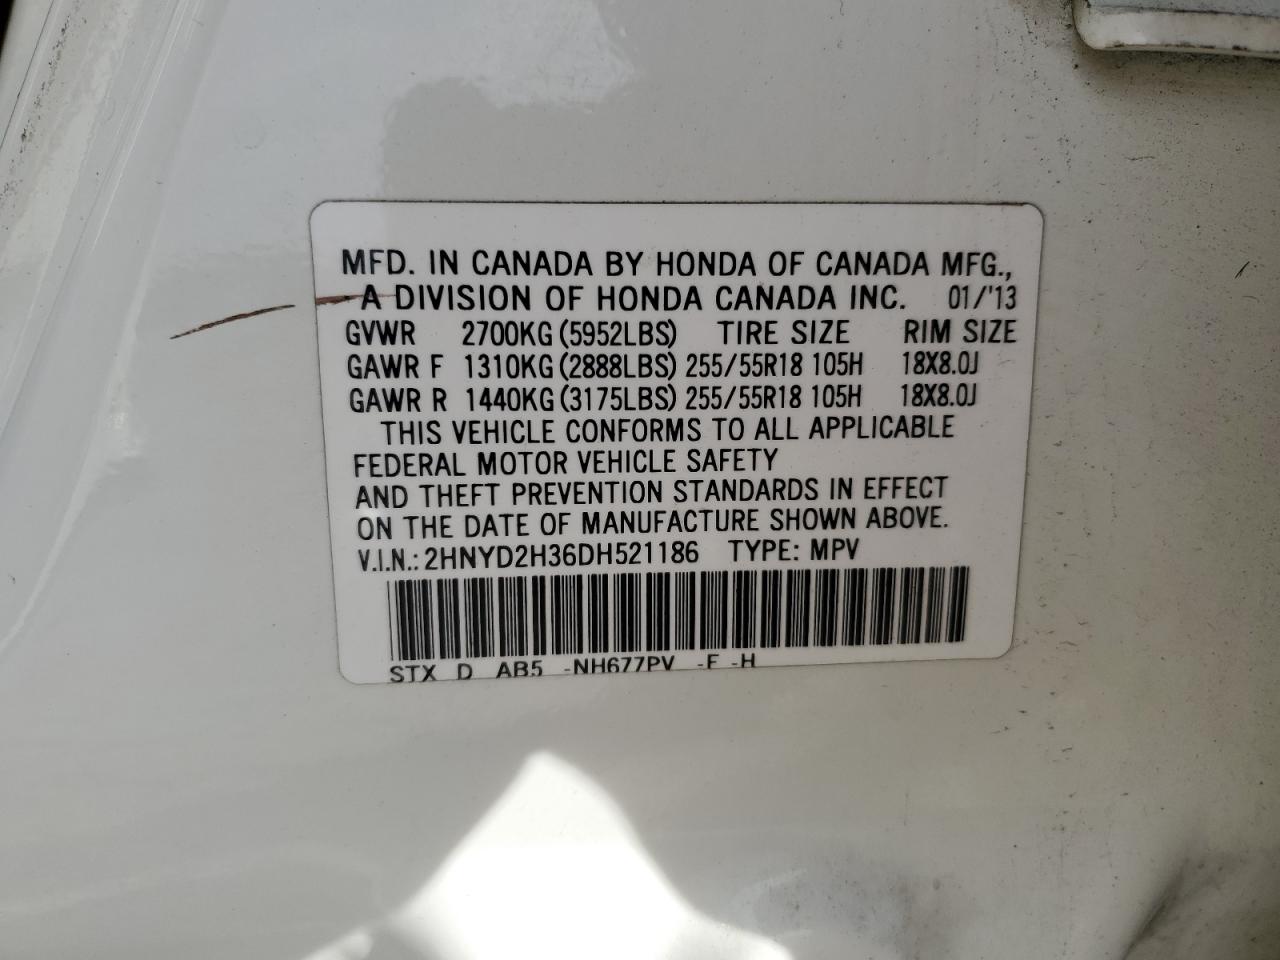 MFD. IN CANADA BY HONDA OF CANADA MFG.,
A DIVISION OF HONDA CANADA INC. 01/'13
GVWR 2700KG (5952LBS) TIRE SIZE RIM SIZE
GAWR F 1310KG (2888LBS) 255/55R18 105H 18X8.0J
GAWR R 1440KG (3175LBS) 255/55R18 105H 18X8.0J
THIS VEHICLE CONFORMS TO ALL APPLICABLE
FEDERAL MOTOR VEHICLE SAFETY
AND THEFT PREVENTION STANDARDS IN EFFECT
ON THE DATE OF MANUFACTURE SHOWN ABOVE.
V.I.N.: 2HNYD2H36DH521186 TYPE: MPV
STX D AB5 -NH677PV -F -H